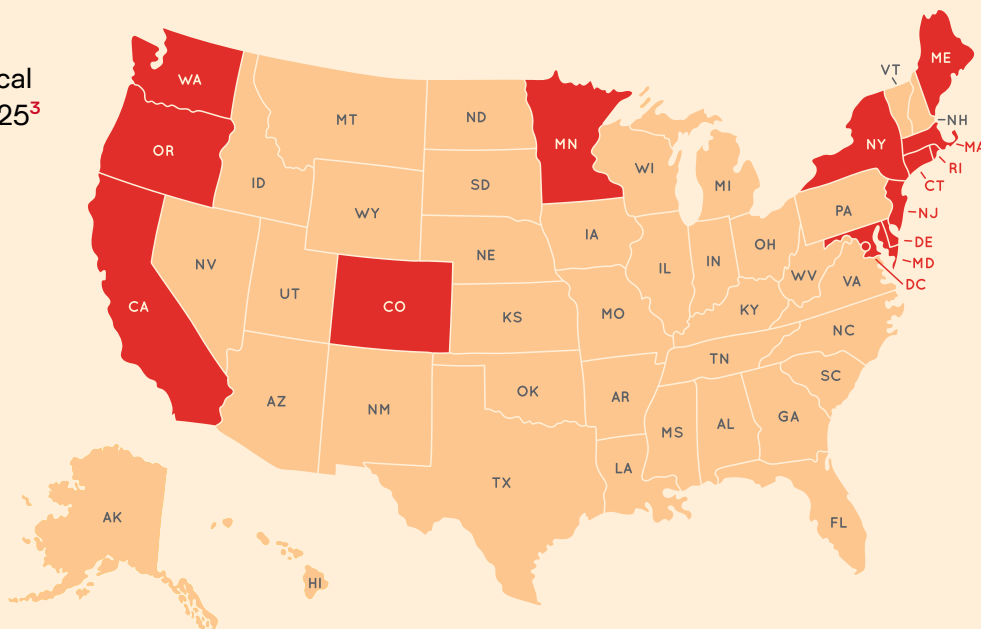 cal
25³
WA
OR
CA
NV
ID
MT
WY
UT
CO
AZ
NM
ND
SD
NE
KS
OK
TX
MN
IA
MO
AR
LA
WI
IL
MI
IN
OH
KY
TN
MS
AL
GA
FL
SC
NC
VA
WV
PA
NY
VT
ME
NH
MA
RI
CT
NJ
DE
MD
DC
AK
HI